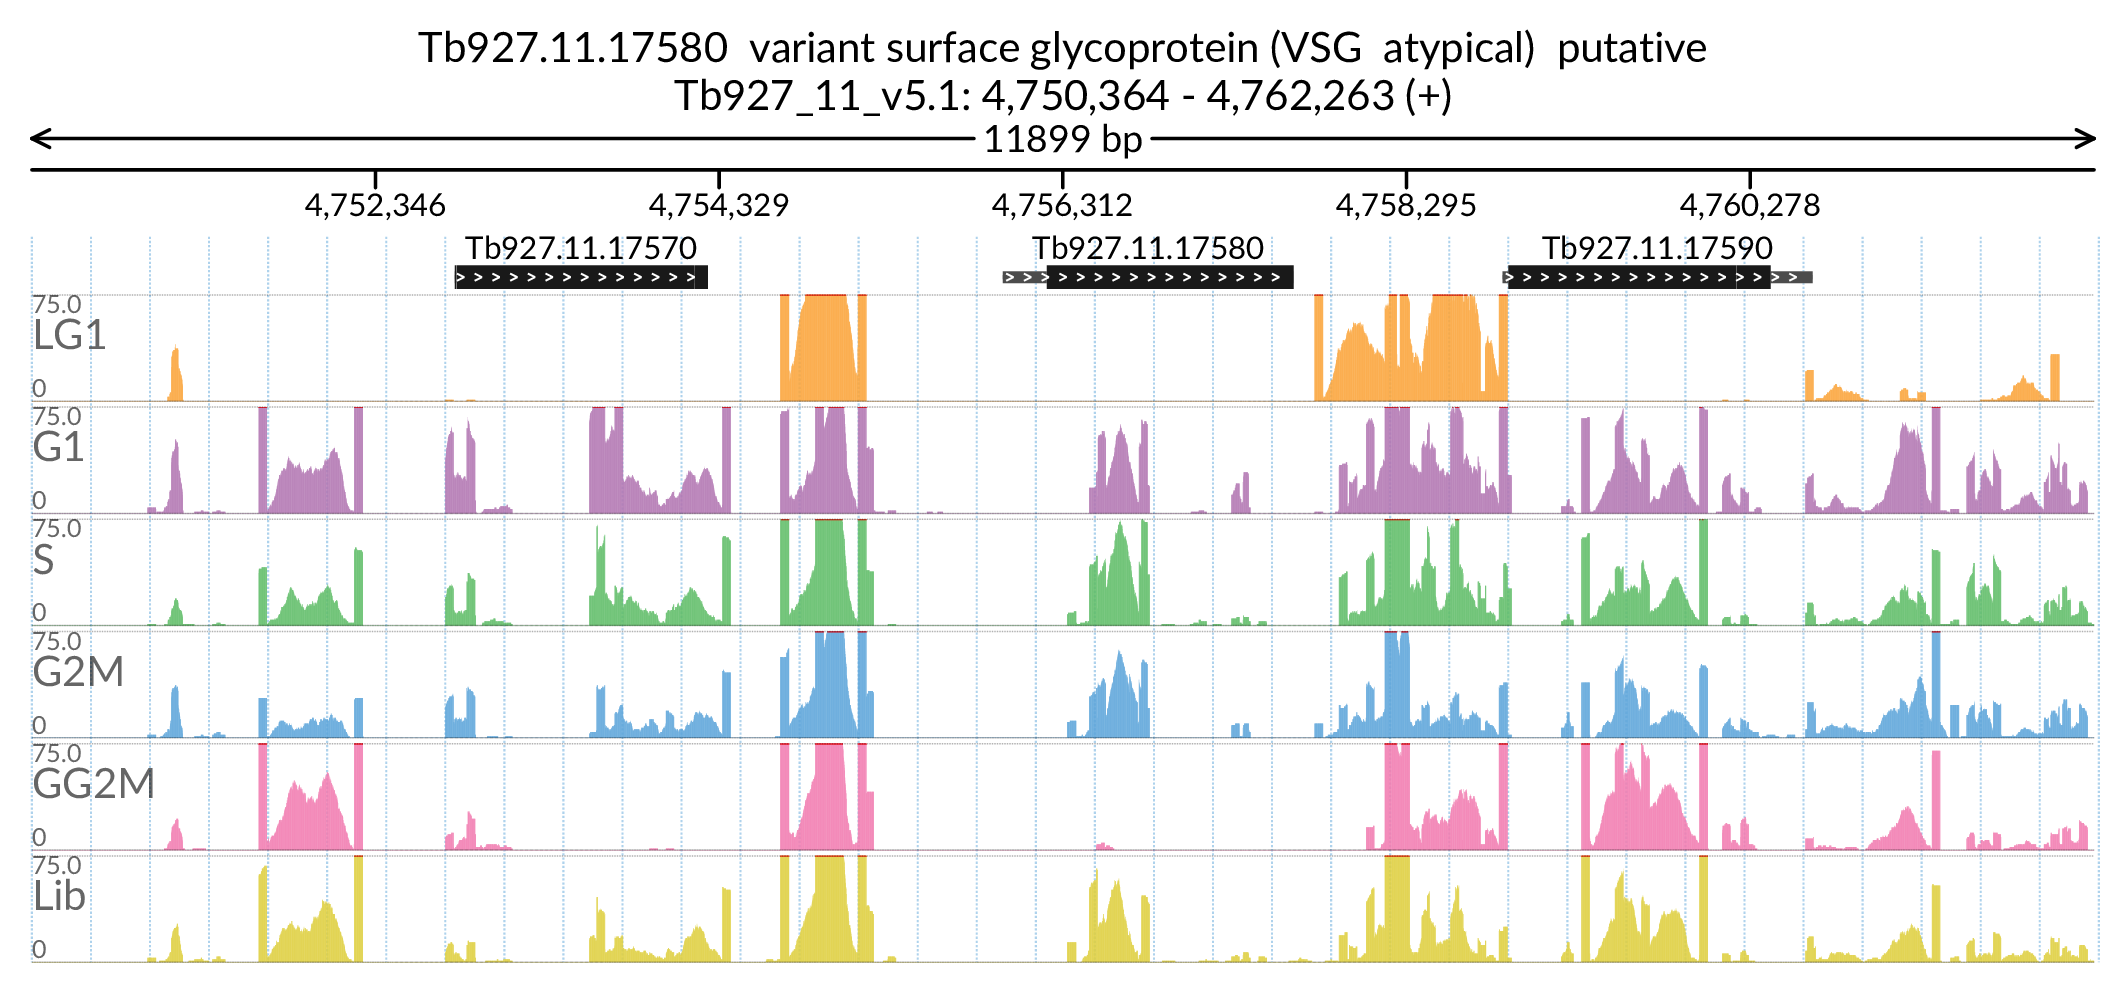 Tb927.11.17580  variant surface glycoprotein (VSG  atypical)  putative
Tb927_11_v5.1: 4,750,364 - 4,762,263 (+)
11899 bp
4,752,346 4,754,329 4,756,312 4,758,295 4,760,278
Tb927.11.17570 Tb927.11.17580 Tb927.11.17590
75.0
LG1
0
75.0
G1
0
75.0
S
0
75.0
G2M
0
75.0
GG2M
0
75.0
Lib
0